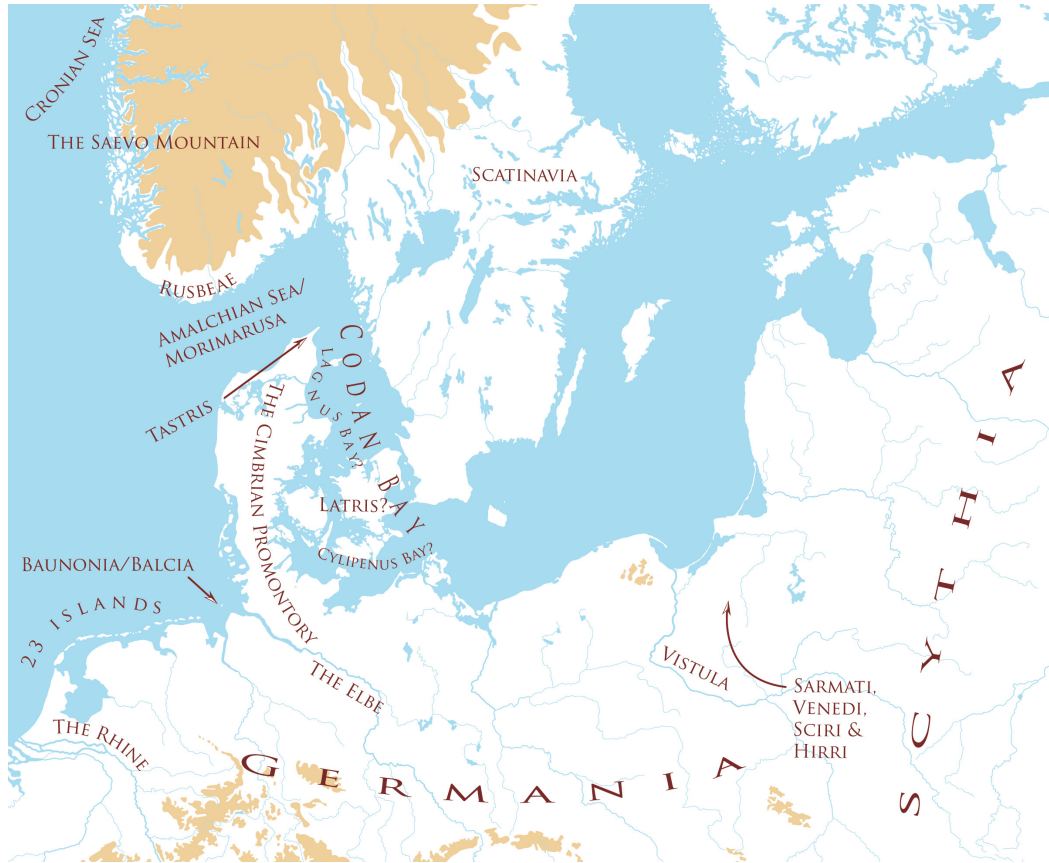 Cronian Sea
The Saevo Mountain
Scatinavia
Rusbeae
Amalchian Sea/
Morimarusa
Codan Bay
Lagnus Bay?
Tastris
The Cimbrian Promontory
Latris?
Cylipenus Bay?
Baunonia/Balcia
23 Islands
The Elbe
The Rhine
Vistula
Sarmati,
Venedi,
Sciri &
Hirri
Germania
Scythia